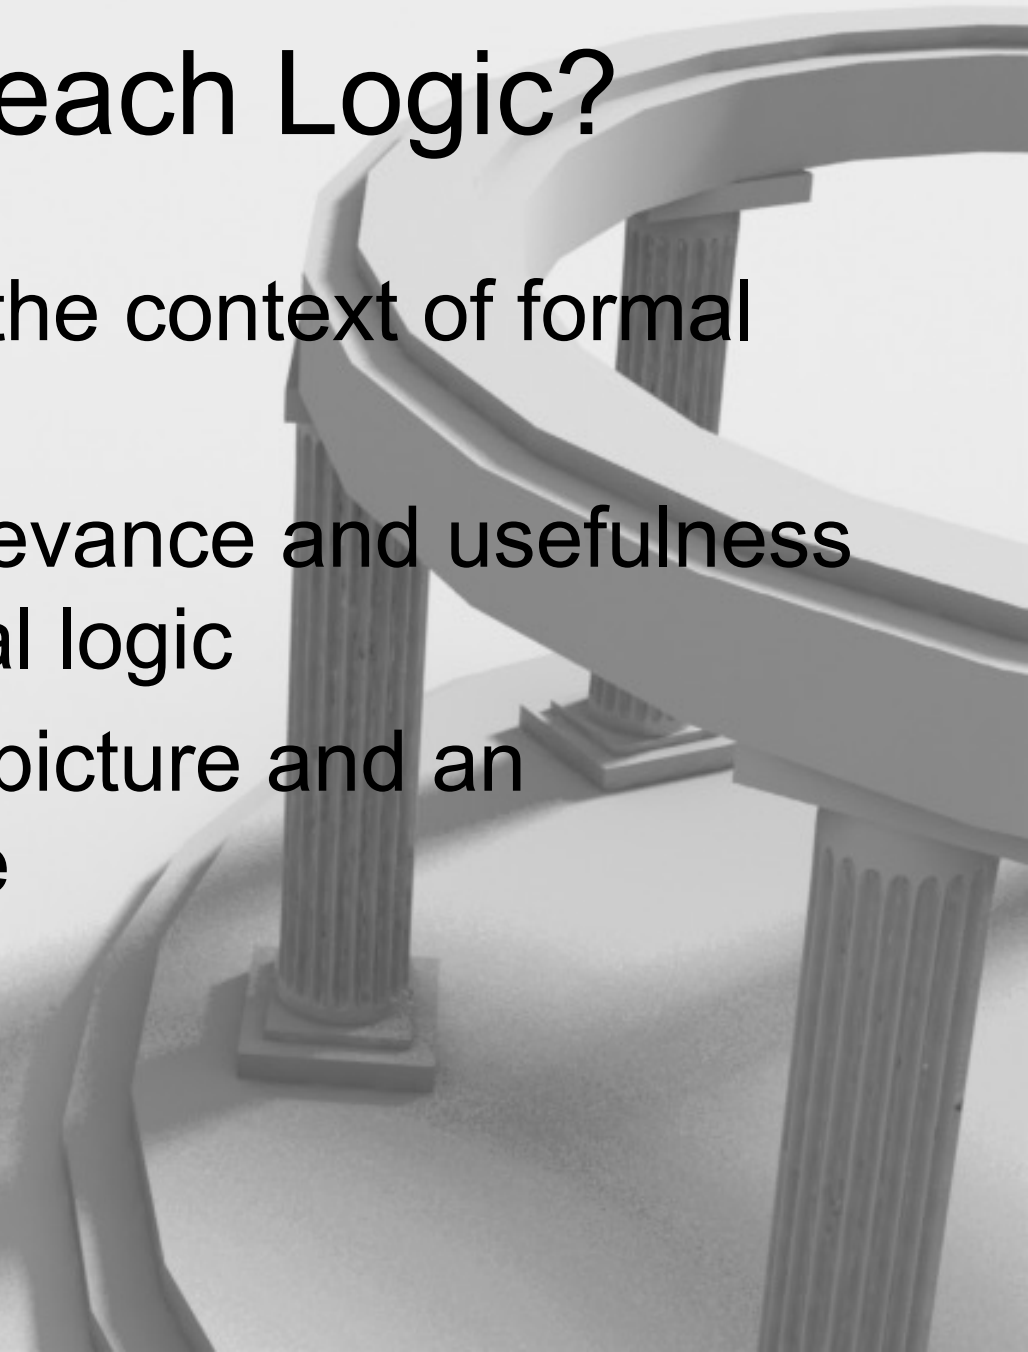 each Logic?
the context of formal
evance and usefulness
al logic
picture and an
e